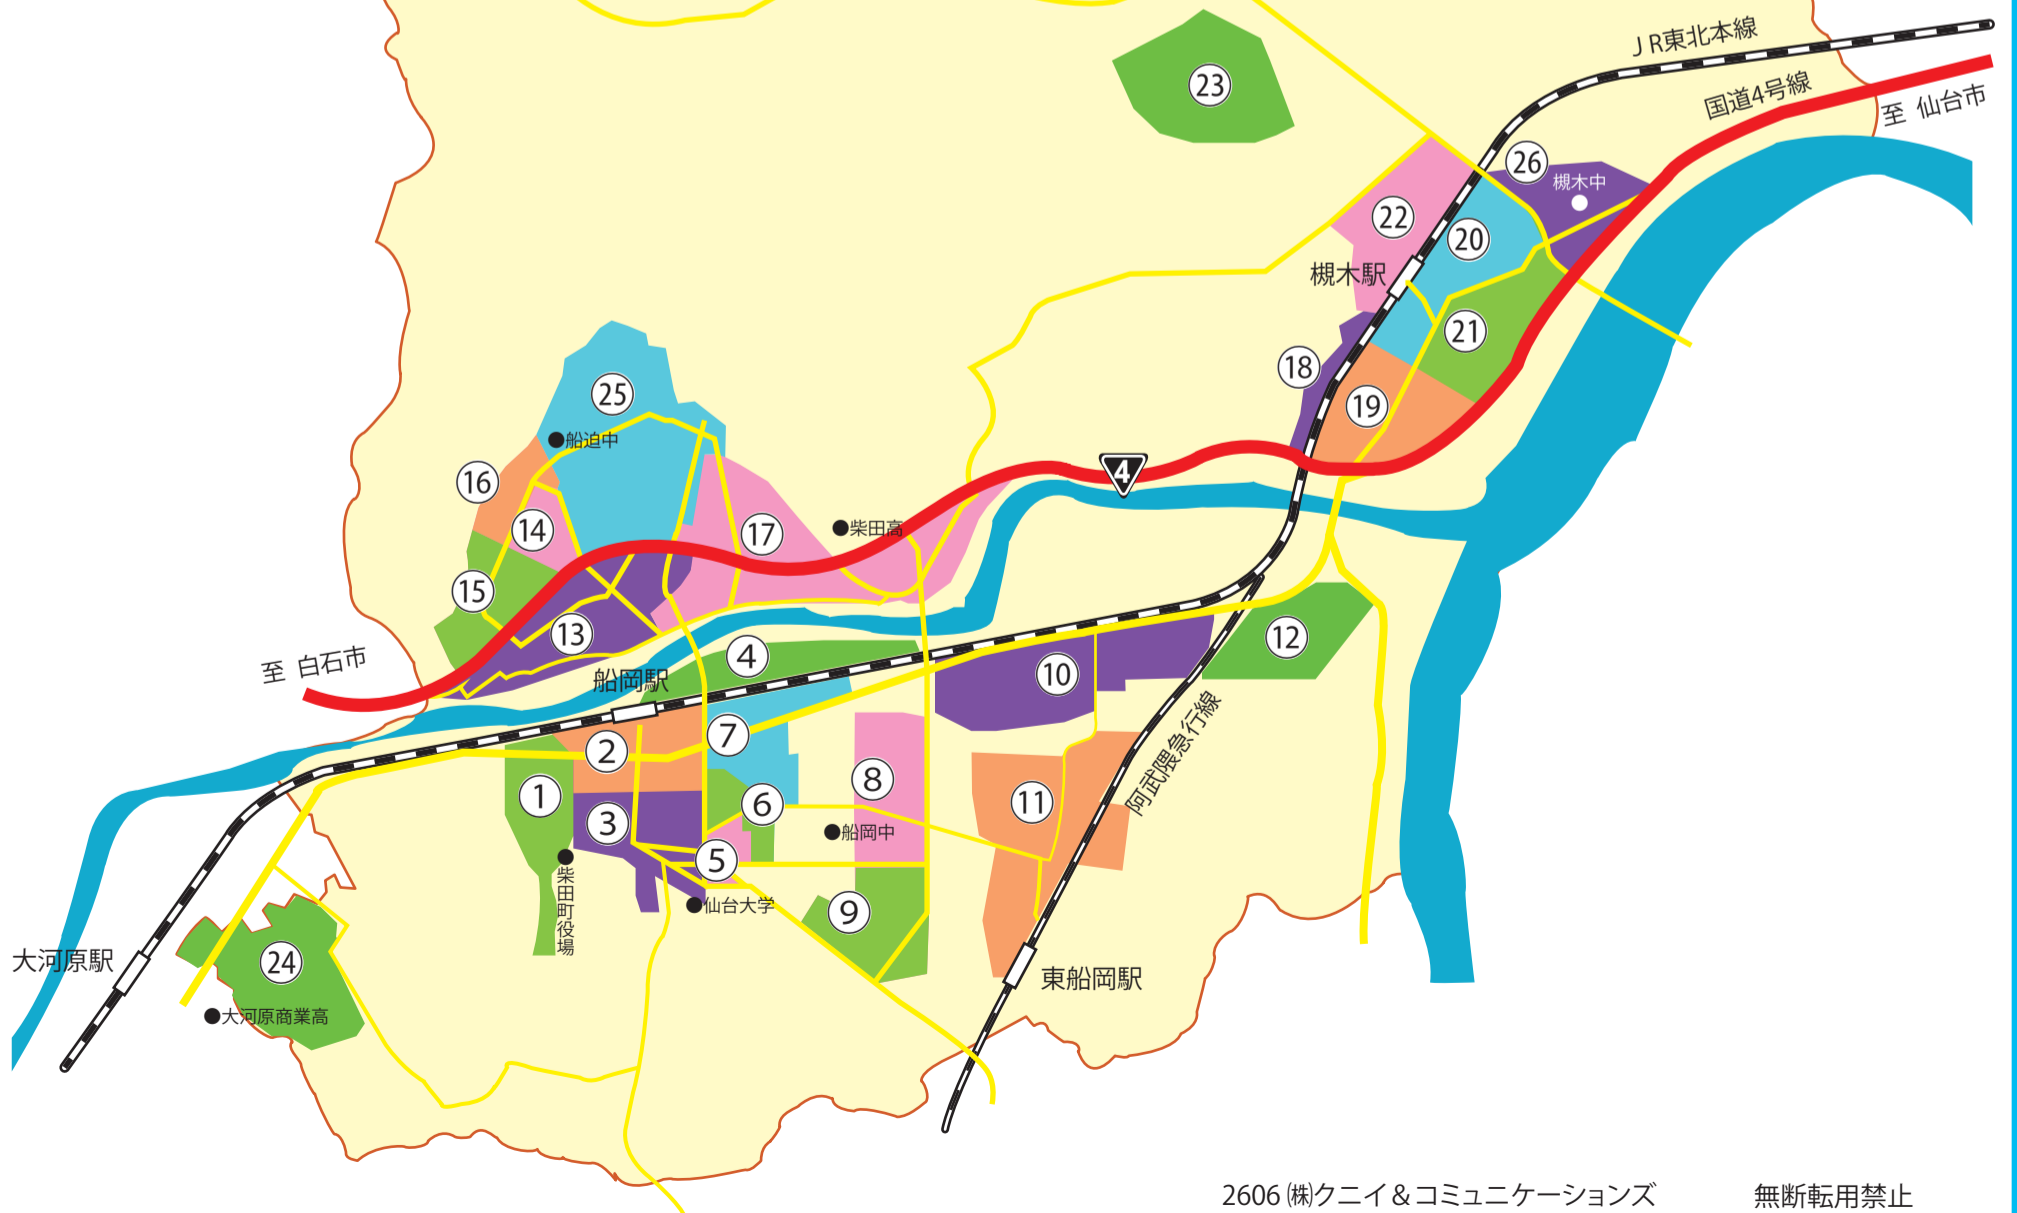 JR東北本線
国道4号線
至 仙台市
23
26
槻木中
22
20
槻木駅
21
18
19
25
船迫中
16
14
17
柴田高
4
15
13
12
至 白石市
船岡駅
4
10
阿武隈急行線
7
2
1
8
11
3
6
船岡中
5
柴田町役場
仙台大学
9
大河原駅
24
東船岡駅
大河原商業高
2606 ㈱クニイ&コミュニケーションズ 無断転用禁止